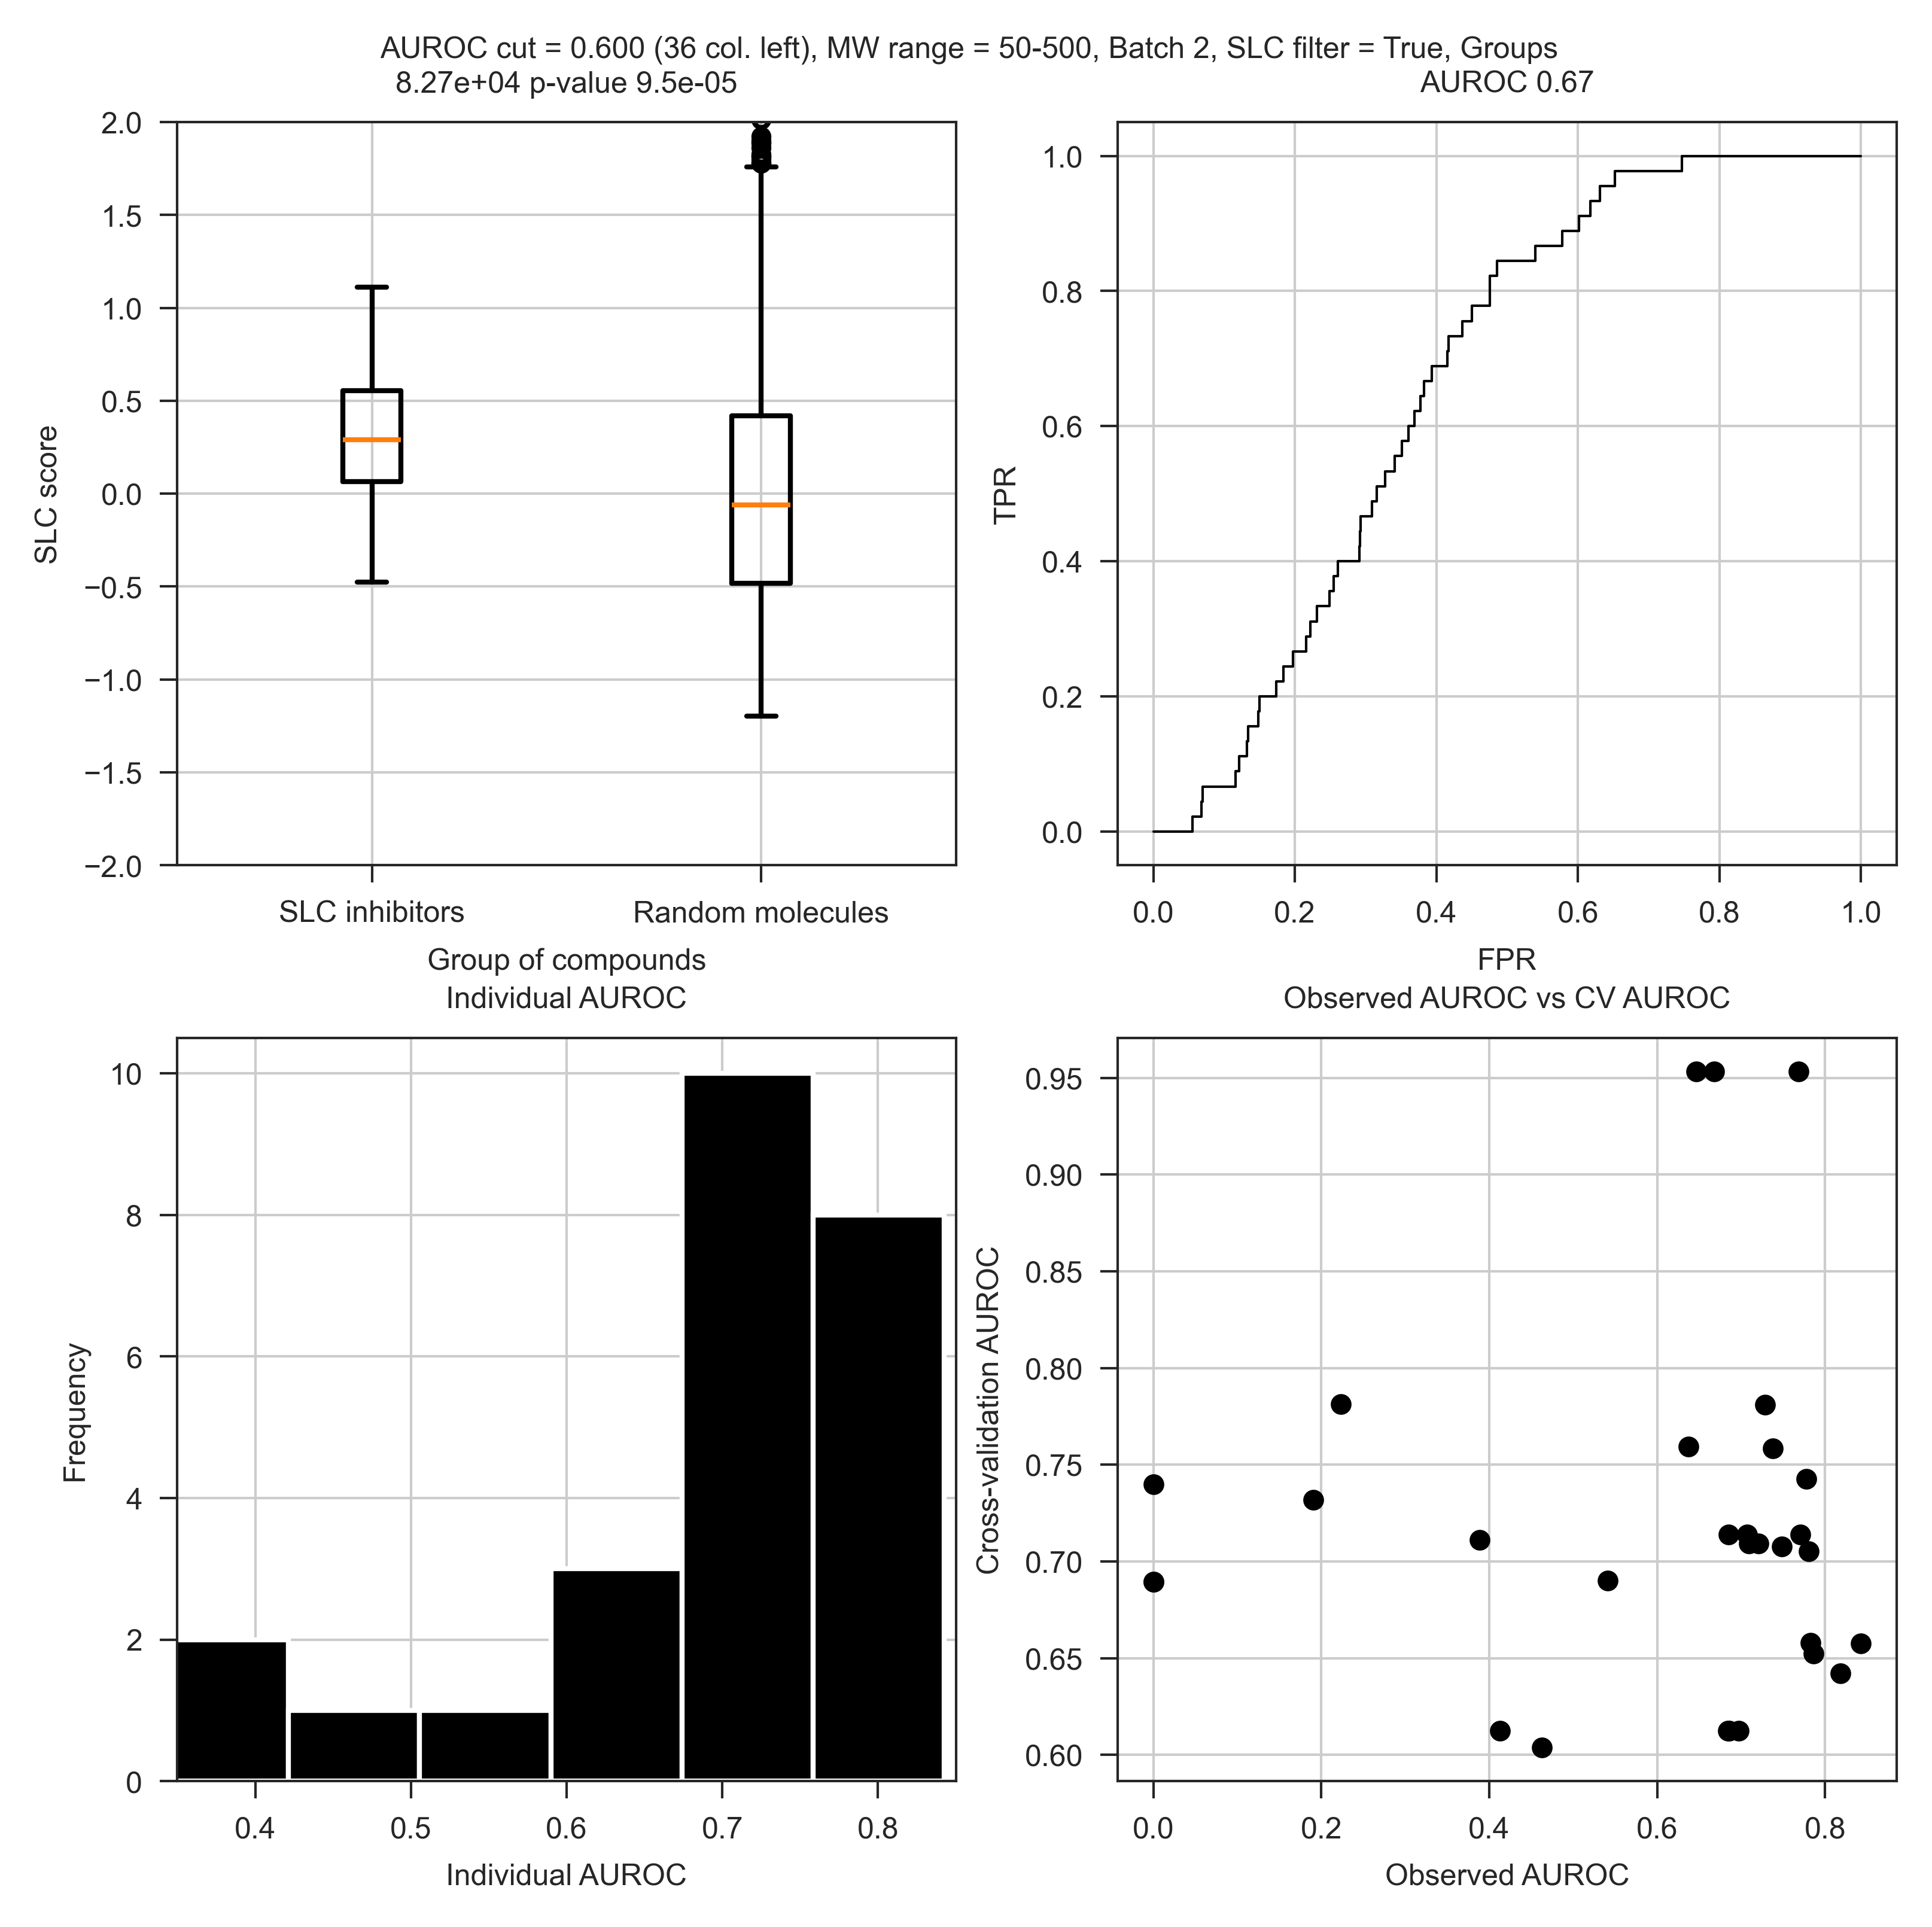 AUROC cut = 0.600 (36 col. left), MW range = 50-500, Batch 2, SLC filter = True, Groups
8.27e+04 p-value 9.5e-05
2.0
1.5
1.0
0.5
0.0
−0.5
−1.0
−1.5
−2.0
SLC score
SLC inhibitors Random molecules
Group of compounds
AUROC 0.67
1.0
0.8
0.6
0.4
0.2
0.0
TPR
0.0 0.2 0.4 0.6 0.8 1.0
FPR
Individual AUROC
10
8
6
4
2
0
Frequency
0.4 0.5 0.6 0.7 0.8
Individual AUROC
Observed AUROC vs CV AUROC
0.95
0.90
0.85
0.80
0.75
0.70
0.65
0.60
Cross-validation AUROC
0.0 0.2 0.4 0.6 0.8
Observed AUROC